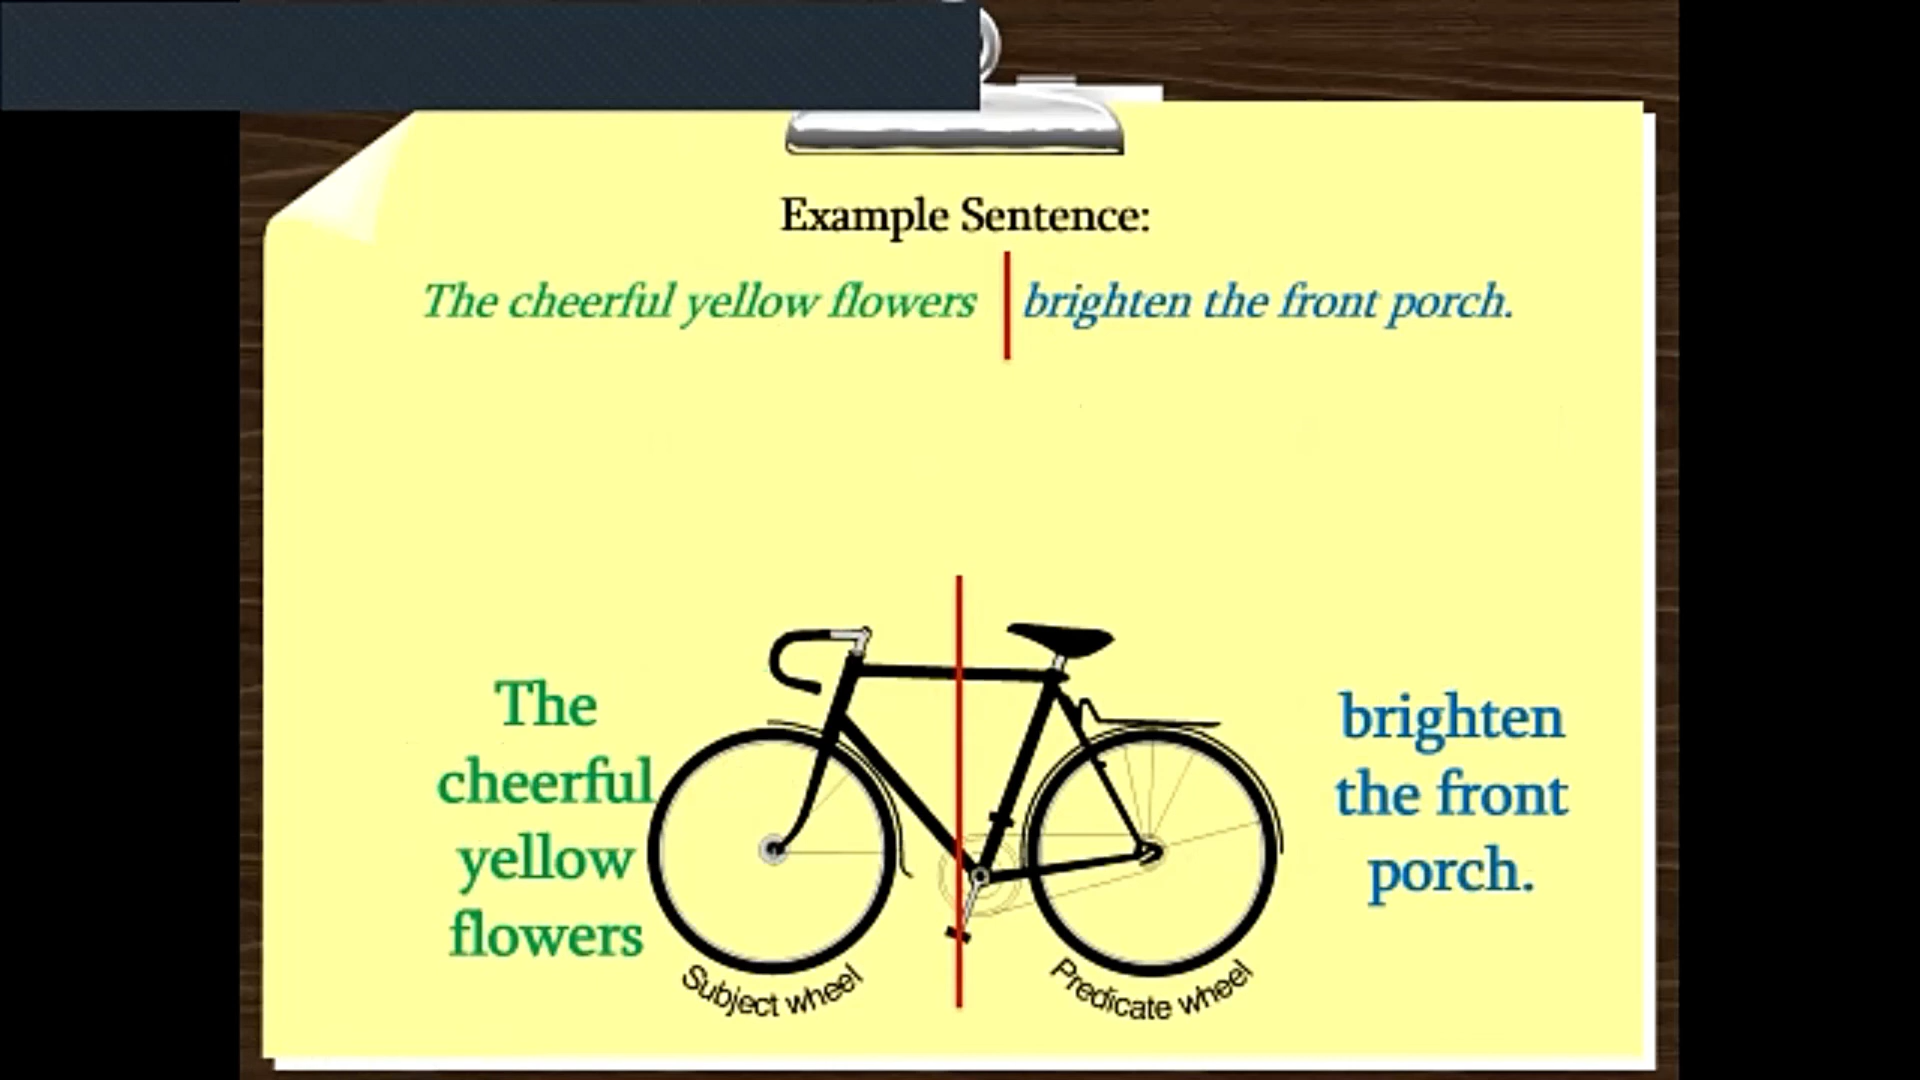 Example Sentence:
The cheerful yellow flowers brighten the front porch.
The
cheerful
yellow
flowers
brighten
the front
porch.
Subject wheel
Predicate wheel